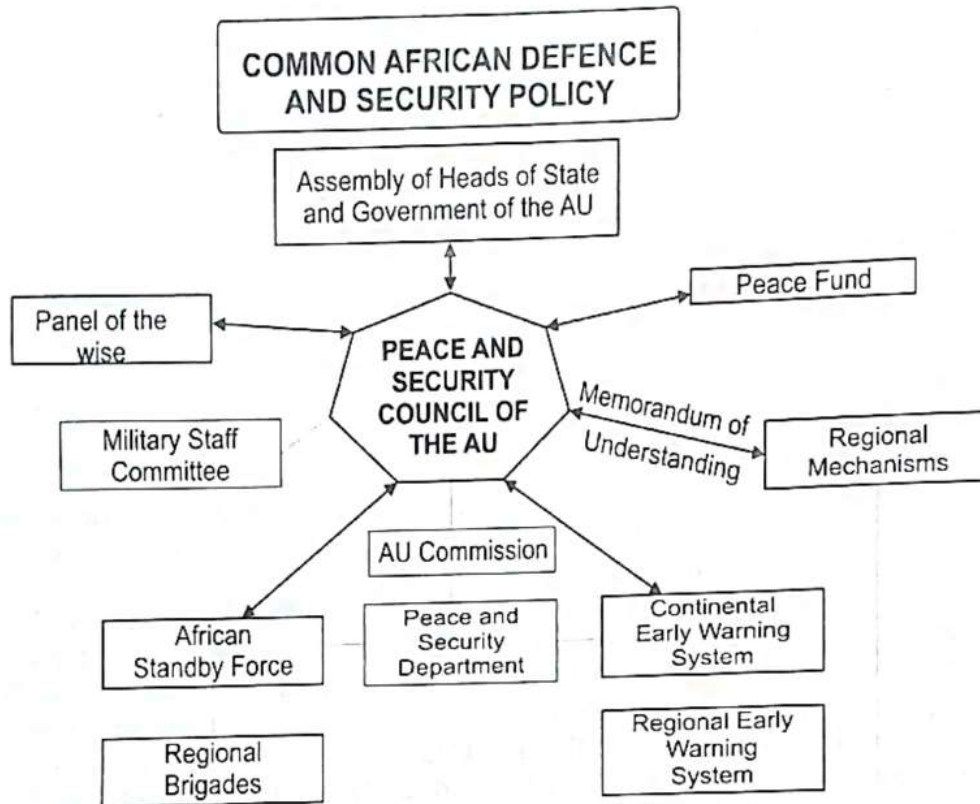 COMMON AFRICAN DEFENCE
AND SECURITY POLICY
Assembly of Heads of State
and Government of the AU
Peace Fund
Panel of the
wise
PEACE AND
SECURITY
COUNCIL OF
THE AU
Memorandum of
Understanding
Regional
Mechanisms
Military Staff
Committee
AU Commission
African
Standby Force
Peace and
Security
Department
Continental
Early Warning
System
Regional
Brigades
Regional Early
Warning
System